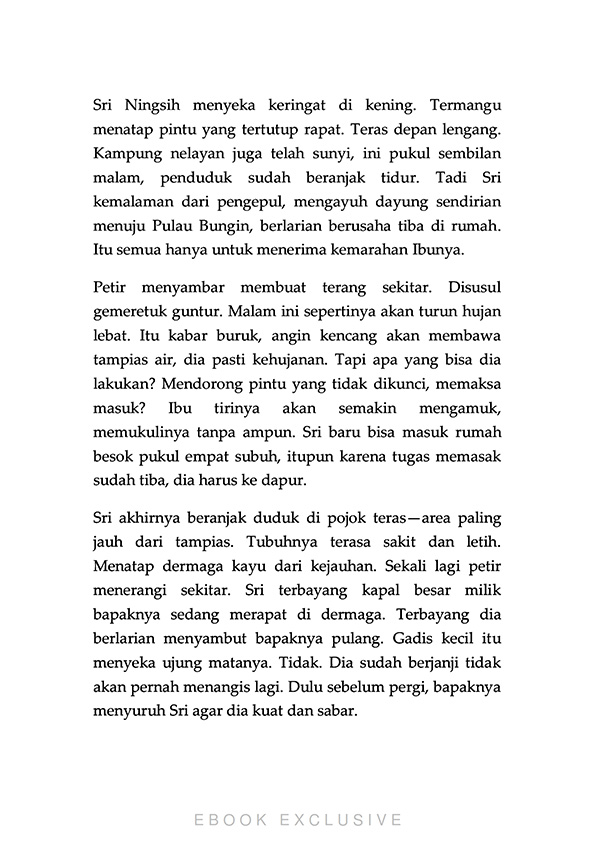 Sri Ningsih menyeka keringat di kening. Termangu
menatap pintu yang tertutup rapat. Teras depan lengang.
Kampung nelayan juga telah sunyi, ini pukul sembilan
malam, penduduk sudah beranjak tidur. Tadi Sri
kemalaman dari pengepul, mengayuh dayung sendirian
menuju Pulau Bungin, berlarian berusaha tiba di rumah.
Itu semua hanya untuk menerima kemarahan Ibunya.
Petir menyambar membuat terang sekitar. Disusul
gemeretuk guntur. Malam ini sepertinya akan turun hujan
lebat. Itu kabar buruk, angin kencang akan membawa
tampias air, dia pasti kehujanan. Tapi apa yang bisa dia
lakukan? Mendorong pintu yang tidak dikunci, memaksa
masuk? Ibu tirinya akan semakin mengamuk,
memukulinya tanpa ampun. Sri baru bisa masuk rumah
besok pukul empat subuh, itupun karena tugas memasak
sudah tiba, dia harus ke dapur.
Sri akhirnya beranjak duduk di pojok teras—area paling
jauh dari tampias. Tubuhnya terasa sakit dan letih.
Menatap dermaga kayu dari kejauhan. Sekali lagi petir
menerangi sekitar. Sri terbayang kapal besar milik
bapaknya sedang merapat di dermaga. Terbayang dia
berlarian menyambut bapaknya pulang. Gadis kecil itu
menyeka ujung matanya. Tidak. Dia sudah berjanji tidak
akan pernah menangis lagi. Dulu sebelum pergi, bapaknya
menyuruh Sri agar dia kuat dan sabar.
EBOOK EXCLUSIVE